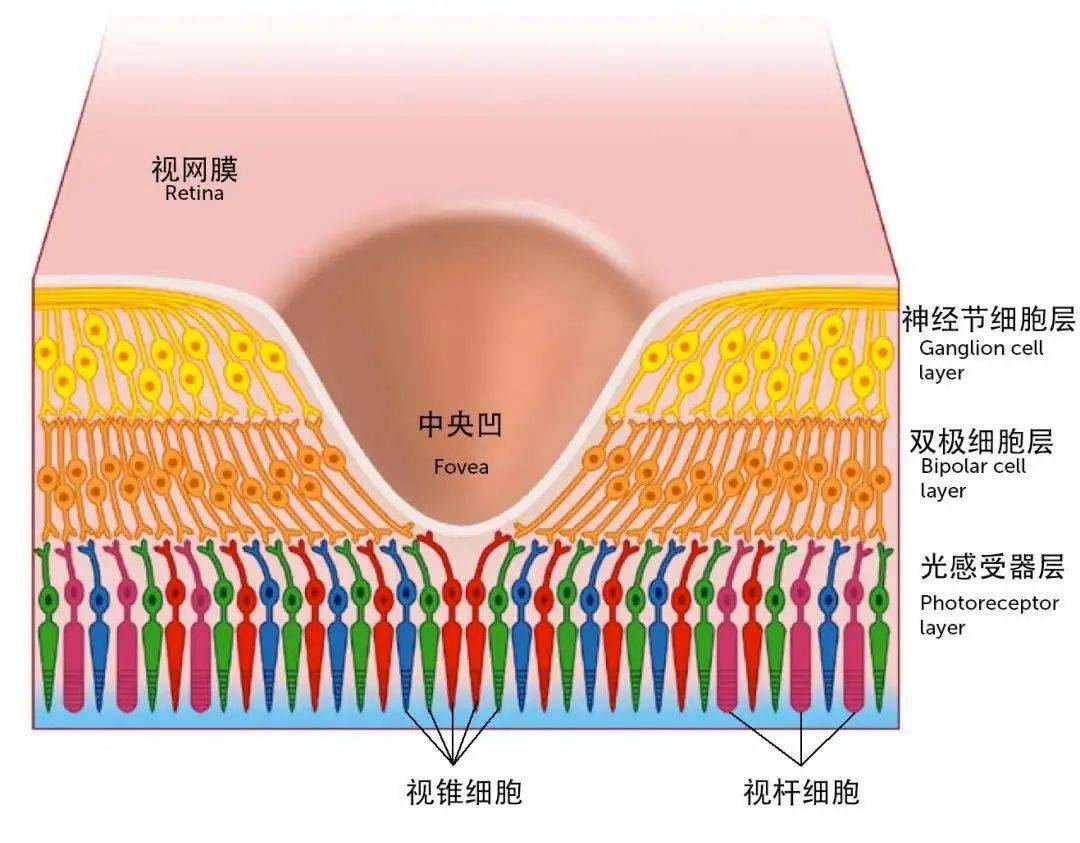 视网膜
Retina
中央凹
Fovea
神经节细胞层
Ganglion cell
layer
双极细胞层
Bipolar cell
layer
光感受器层
Photoreceptor
layer
视锥细胞
视杆细胞